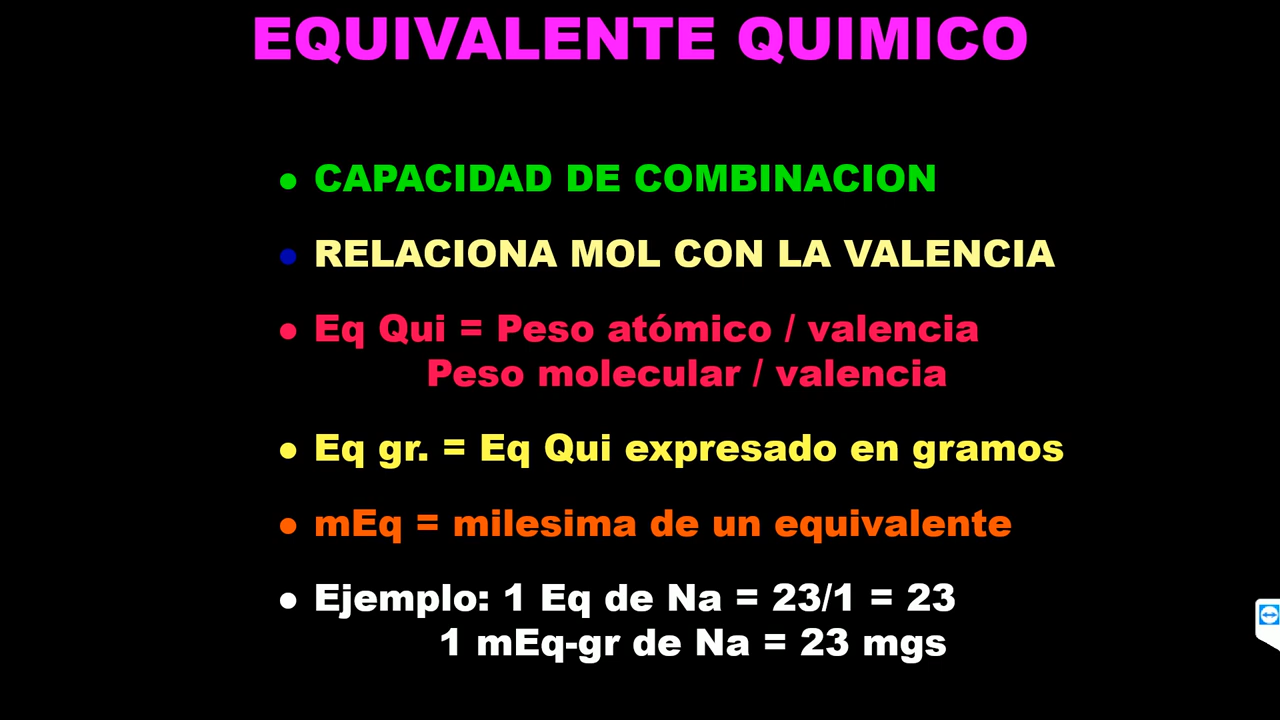 EQUIVALENTE QUIMICO
• CAPACIDAD DE COMBINACION
• RELACIONA MOL CON LA VALENCIA
• Eq Qui = Peso atómico / valencia
Peso molecular / valencia
• Eq gr. = Eq Qui expresado en gramos
• mEq = milesima de un equivalente
• Ejemplo: 1 Eq de Na = 23/1 = 23
1 mEq-gr de Na = 23 mgs